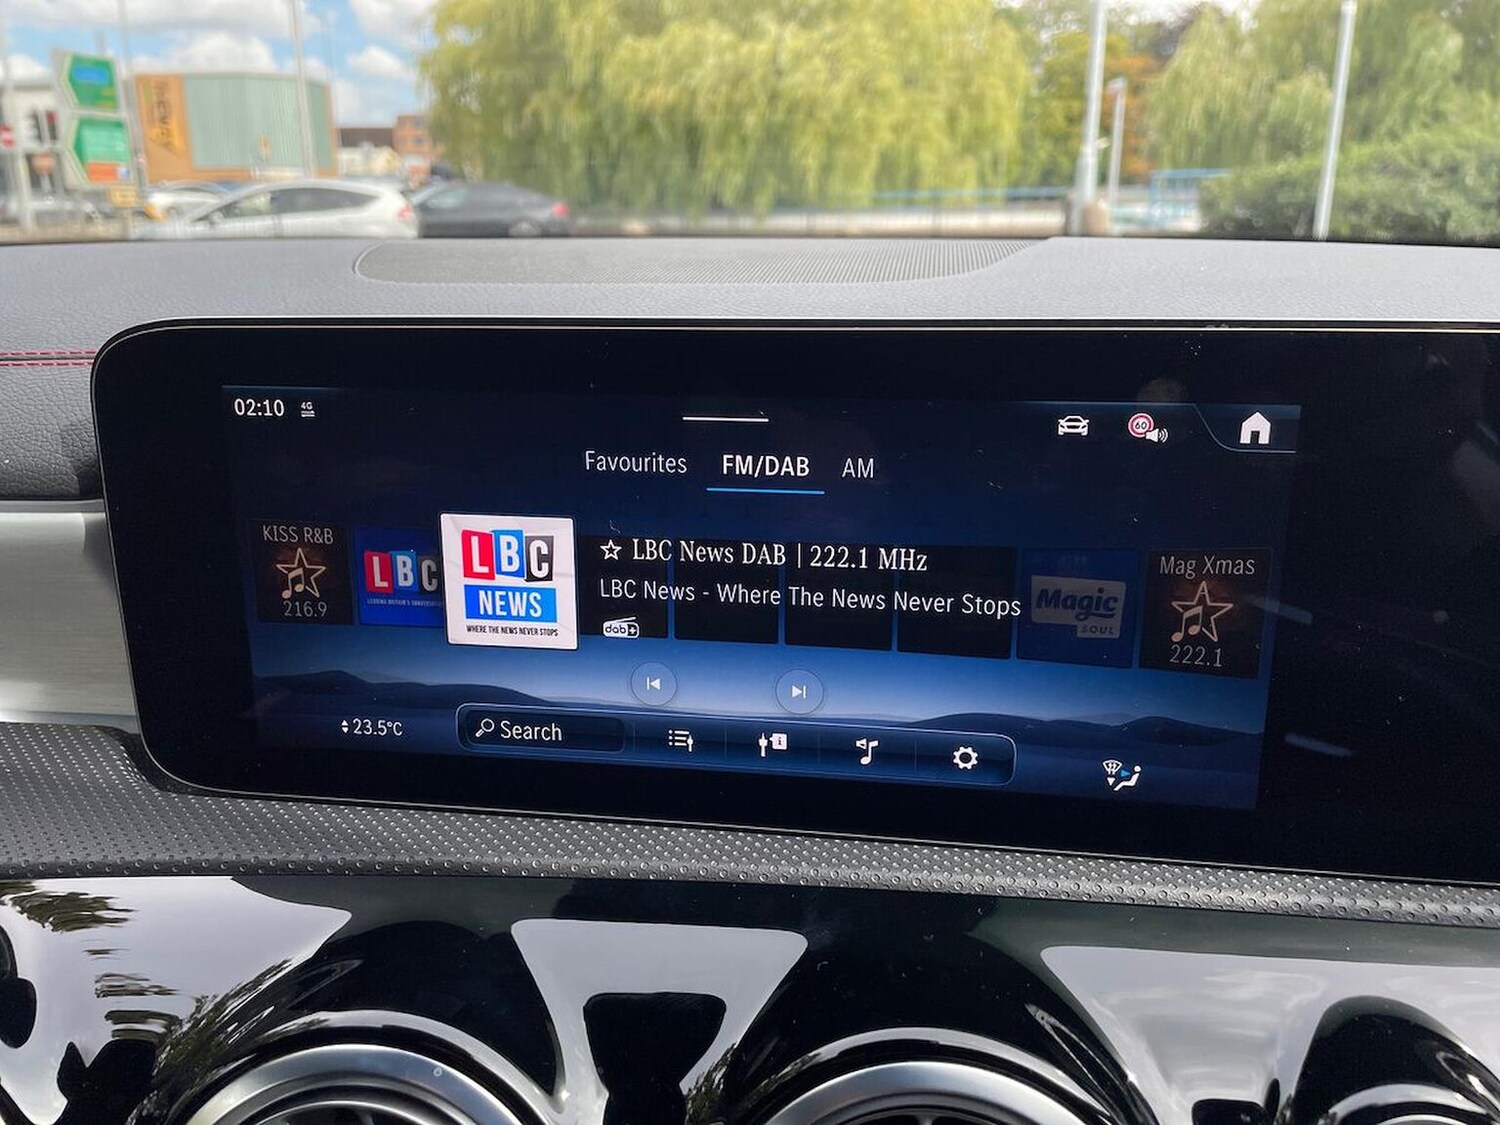 02:10 4G
60
Favourites FM/DAB AM
KISS R&B
216.9
LBC
LBC
NEWS
WHERE THE NEWS NEVER STOPS
LBC News DAB | 222.1 MHz
LBC News - Where The News Never Stops
dab+
Magic
SOUL
Mag Xmas
222.1
23.5°C
Search